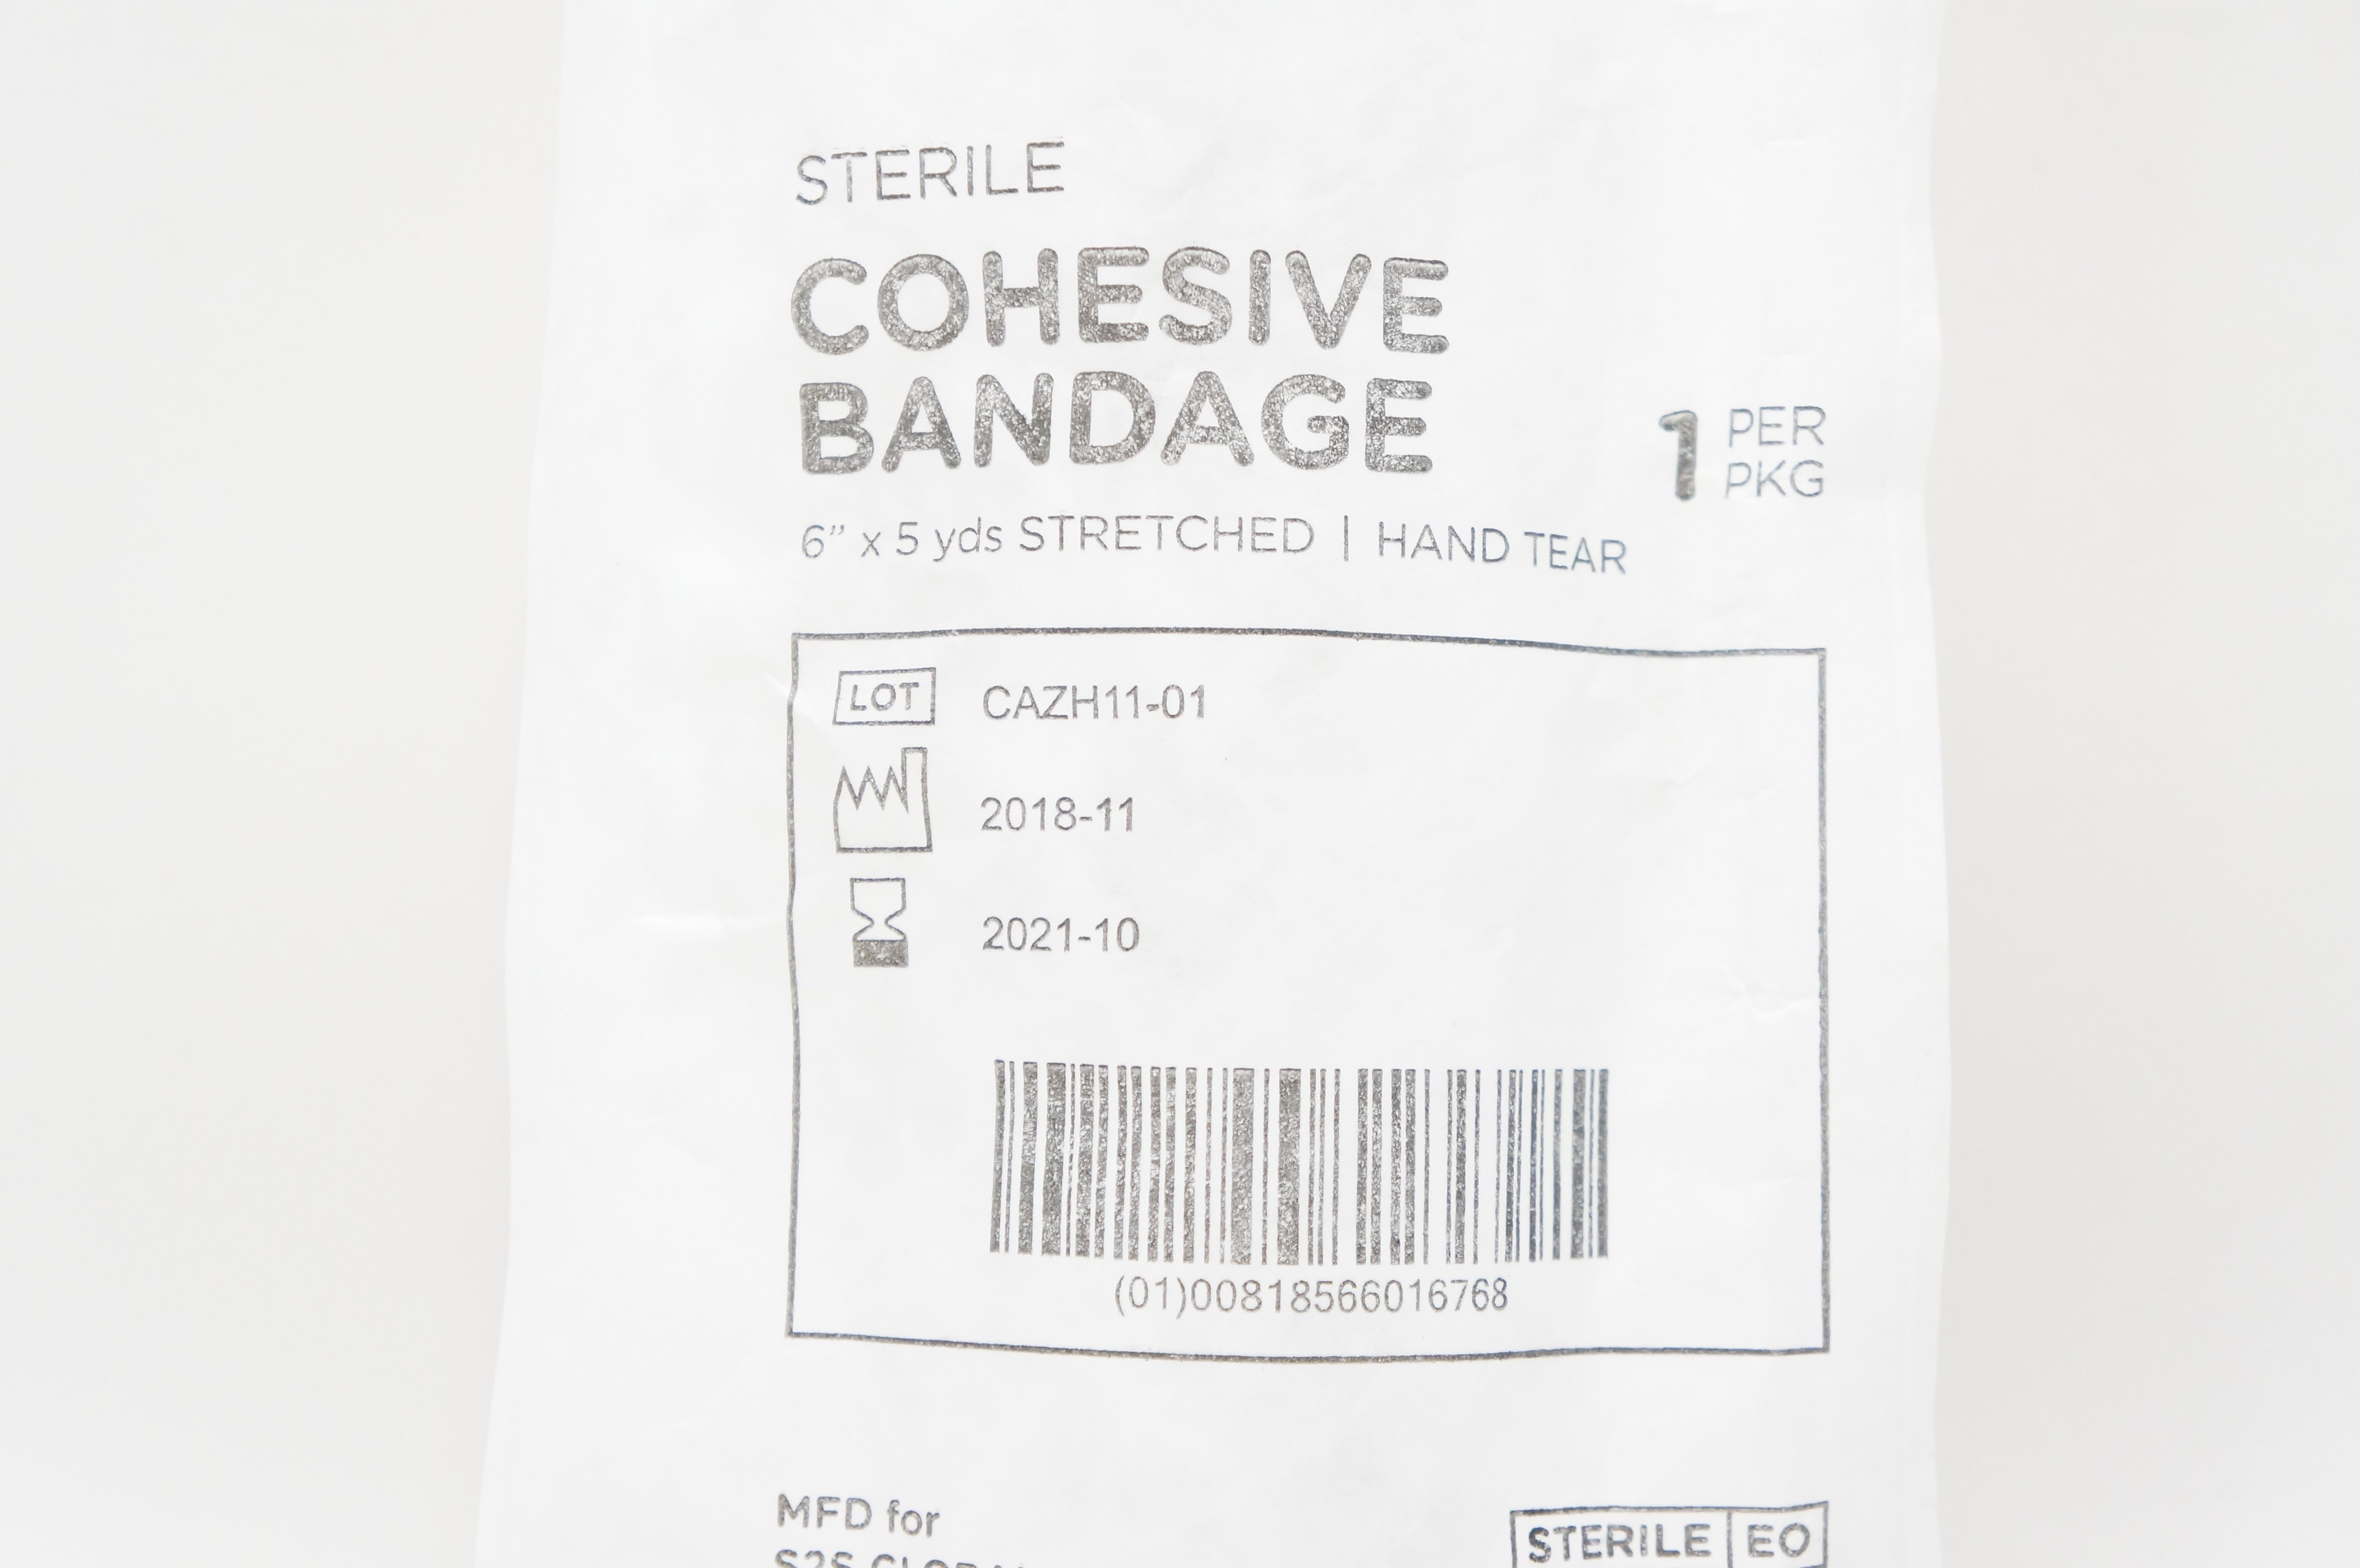 STERILE
COHESIVE
BANDAGE
1 PER
PKG
6” x 5 yds STRETCHED | HAND TEAR
LOT CAZH11-01
2018-11
2021-10
(01)00818566016768
MFD for
STERILE EO